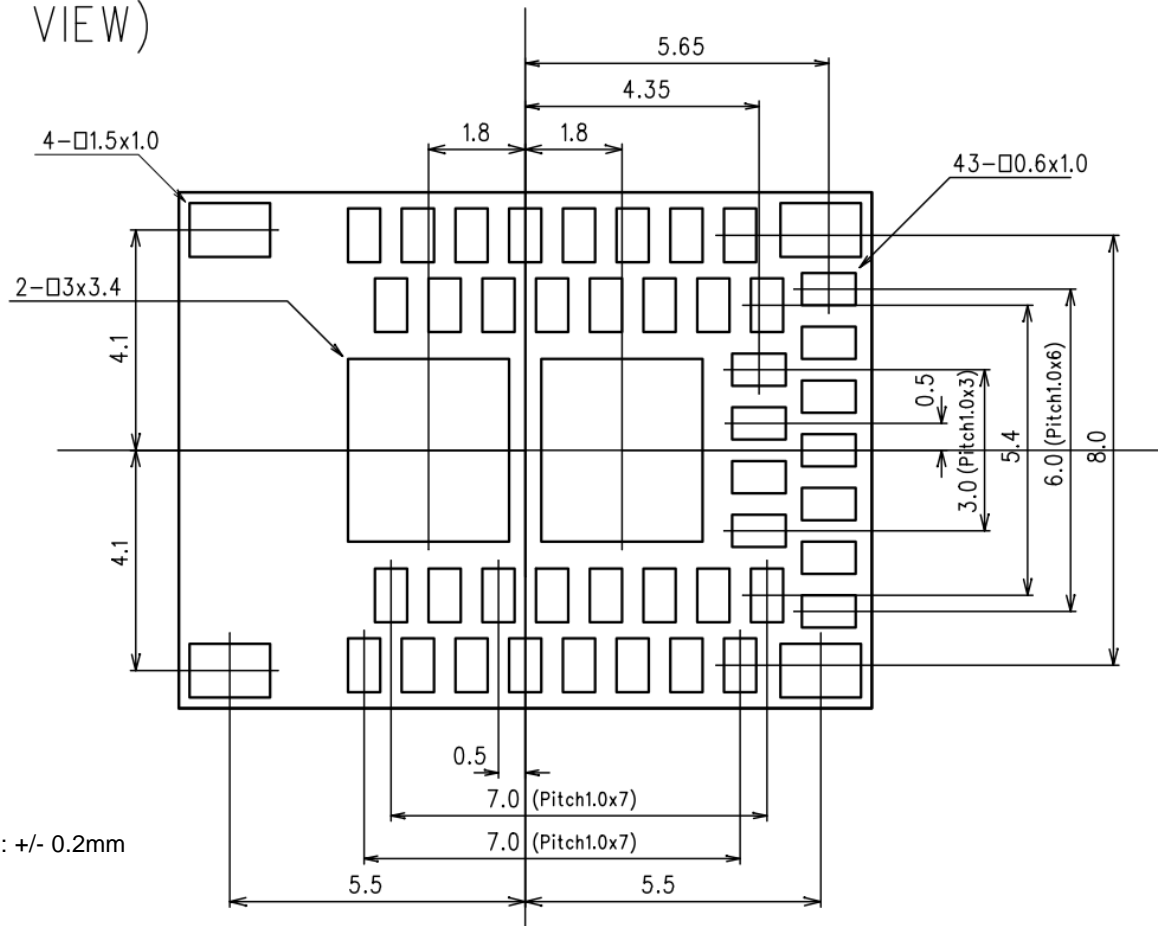 VIEW)
5.65
4.35
1.8
1.8
4-□1.5x1.0
43-□0.6x1.0
2-□3x3.4
4.1
4.1
0.5
3.0 (Pitch1.0x3)
5.4
6.0 (Pitch1.0x6)
8.0
0.5
7.0 (Pitch1.0x7)
7.0 (Pitch1.0x7)
: +/- 0.2mm
5.5
5.5